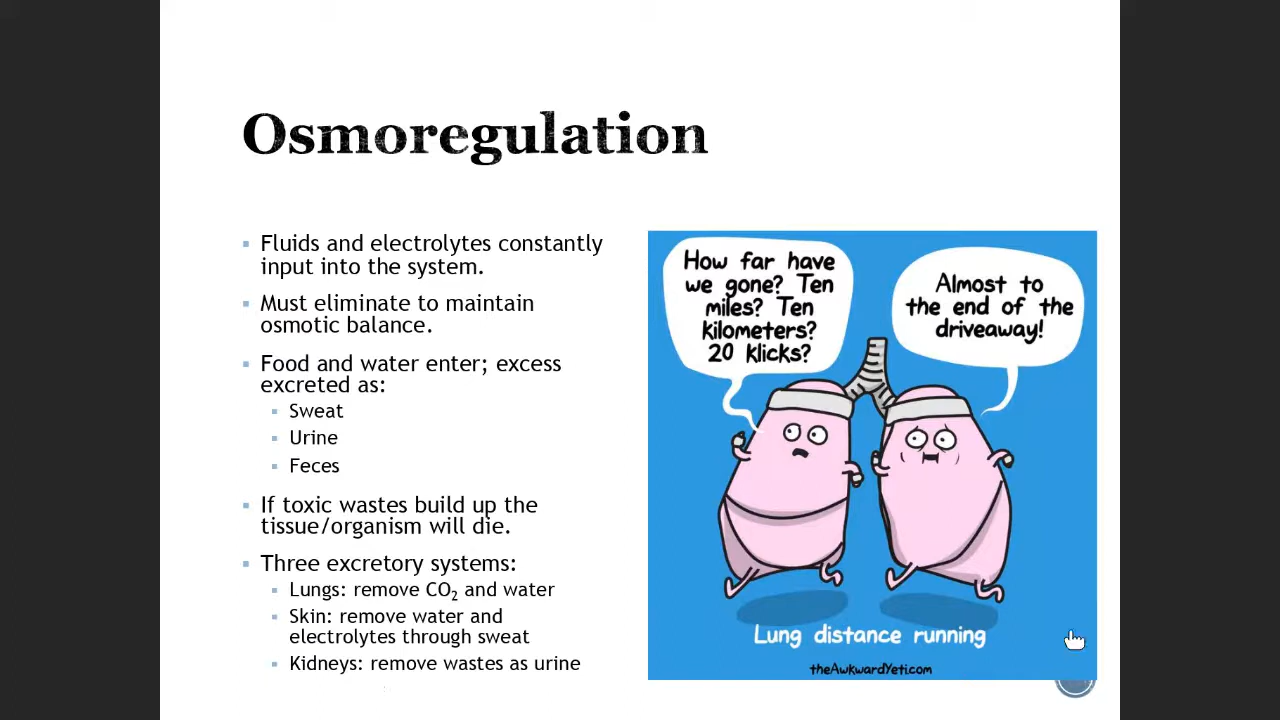 Osmoregulation
Fluids and electrolytes constantly
input into the system.
Must eliminate to maintain
osmotic balance.
Food and water enter; excess
excreted as:
Sweat
Urine
Feces
If toxic wastes build up the
tissue/organism will die.
Three excretory systems:
Lungs: remove CO₂ and water
Skin: remove water and
electrolytes through sweat
Kidneys: remove wastes as urine
How far have
we gone? Ten
miles? Ten
kilometers?
20 klicks?
Almost to
the end of the
driveaway!
Lung distance running
theAwkwardYeti.com